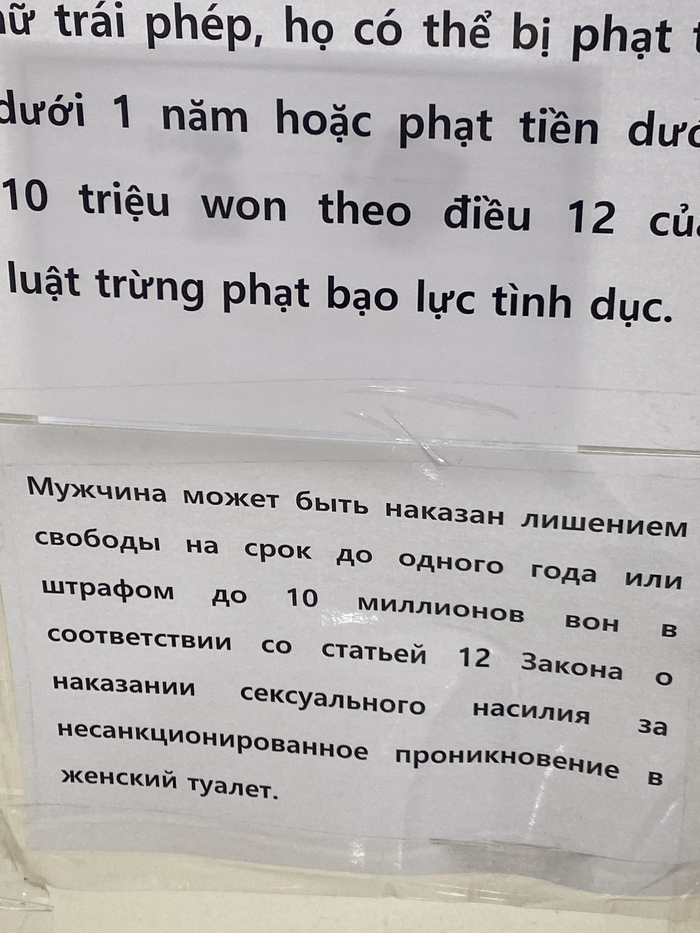 trái phép, họ có thể bị phạt
dưới 1 năm hoặc phạt tiền
10 triệu won theo điều 12 của
luật trừng phạt bạo lực tình dục.
Мужчина может быть наказан лишением
свободы на срок до одного года или
штрафом до 10 миллионов вон в
соответствии со статьей 12 Закона о
наказании сексуального насилия за
несанкционированное проникновение в
женский туалет.